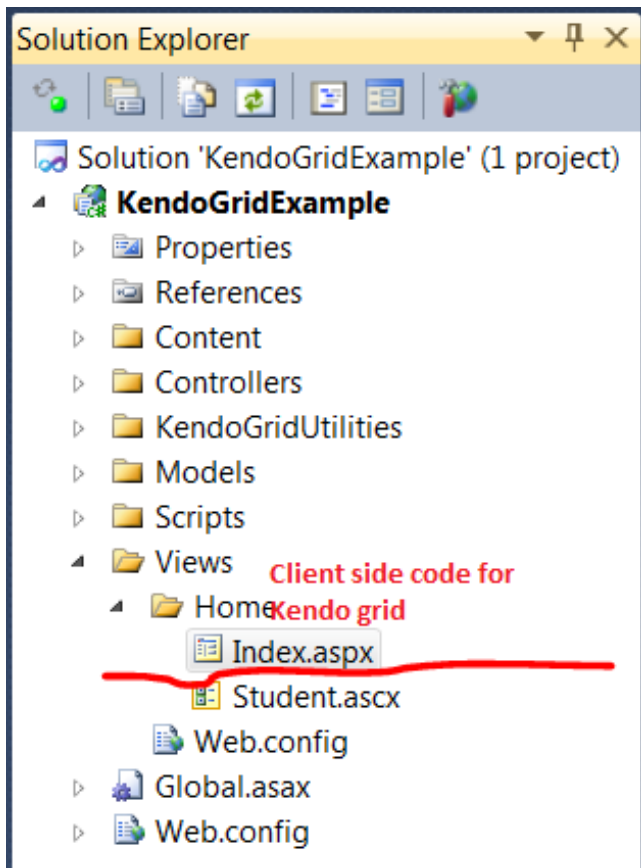 Solution Explorer
Solution 'KendoGridExample' (1 project)
KendoGridExample
Properties
References
Content
Controllers
KendoGridUtilities
Models
Scripts
Views
Client side code for
Home
Kendo grid
Index.aspx
Student.ascx
Web.config
Global.asax
Web.config